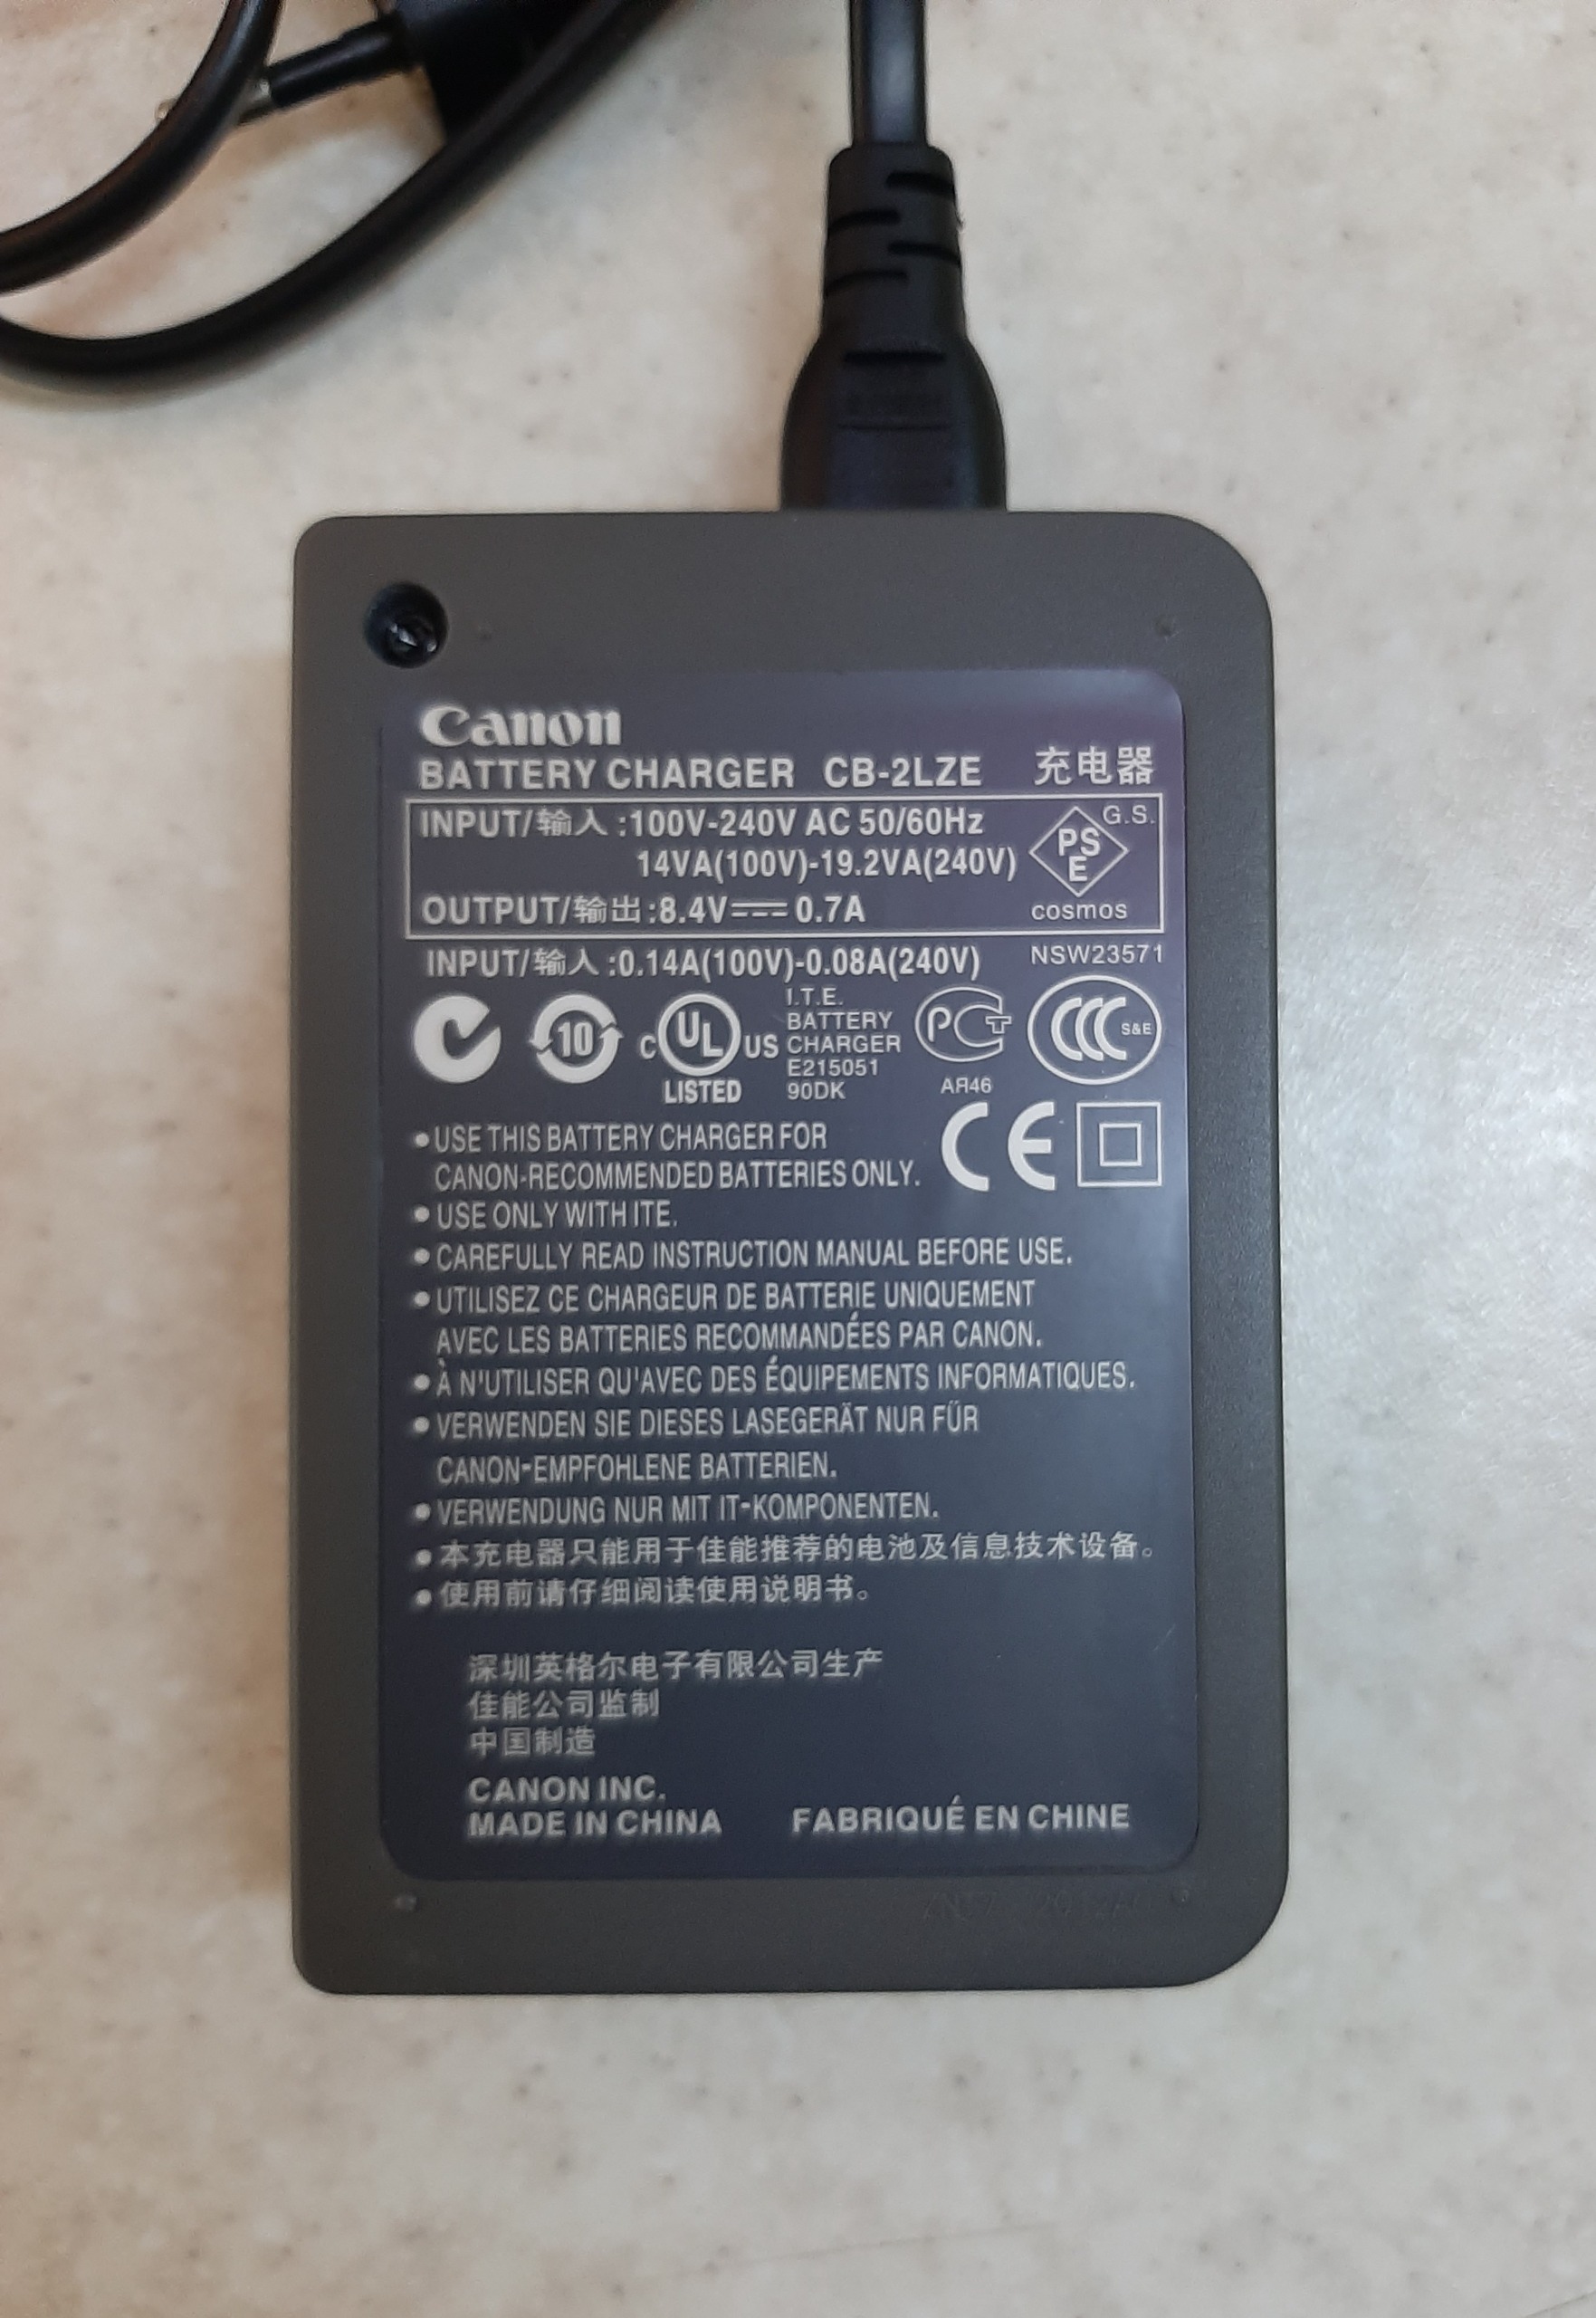 Canon
BATTERY CHARGER CB-2LZE 充电器
INPUT/输入 :100V-240V AC 50/60Hz
14VA(100V)-19.2VA(240V)
OUTPUT/输出 :8.4V⎓0.7A
G.S.
PS
E
cosmos
INPUT/输入 :0.14A(100V)-0.08A(240V)
NSW23571
10
C UL US
LISTED
I.T.E.
BATTERY
CHARGER
E215051
90DK
РСТ
АЯ46
CCC S&E
CE
●USE THIS BATTERY CHARGER FOR
CANON-RECOMMENDED BATTERIES ONLY.
●USE ONLY WITH ITE.
●CAREFULLY READ INSTRUCTION MANUAL BEFORE USE.
●UTILISEZ CE CHARGEUR DE BATTERIE UNIQUEMENT
AVEC LES BATTERIES RECOMMANDÉES PAR CANON.
●À N'UTILISER QU'AVEC DES ÉQUIPEMENTS INFORMATIQUES.
●VERWENDEN SIE DIESES LASEGERÄT NUR FÜR
CANON-EMPFOHLENE BATTERIEN.
●VERWENDUNG NUR MIT IT-KOMPONENTEN.
●本充电器只能用于佳能推荐的电池及信息技术设备。
●使用前请仔细阅读使用说明书。
深圳英格尔电子有限公司生产
佳能公司监制
中国制造
CANON INC.
MADE IN CHINA FABRIQUÉ EN CHINE